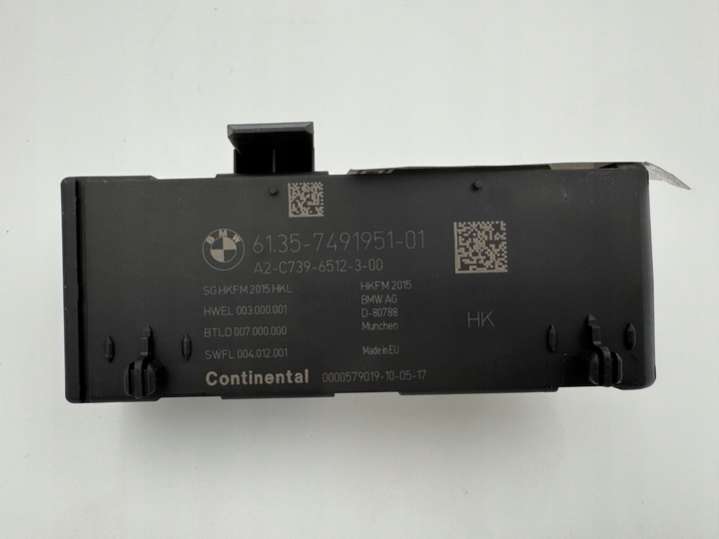 BMW
61.35-7491951-01
A2-C739-6512-3-00
SG.HKFM 2015.HKL
HWEL 003.000.001
BTLD 007.000.000
SWFL 004.012.001
HKFM 2015
BMW AG
D-80788
Munchen
Made in EU
HK
Continental 0000579019-10-05-17